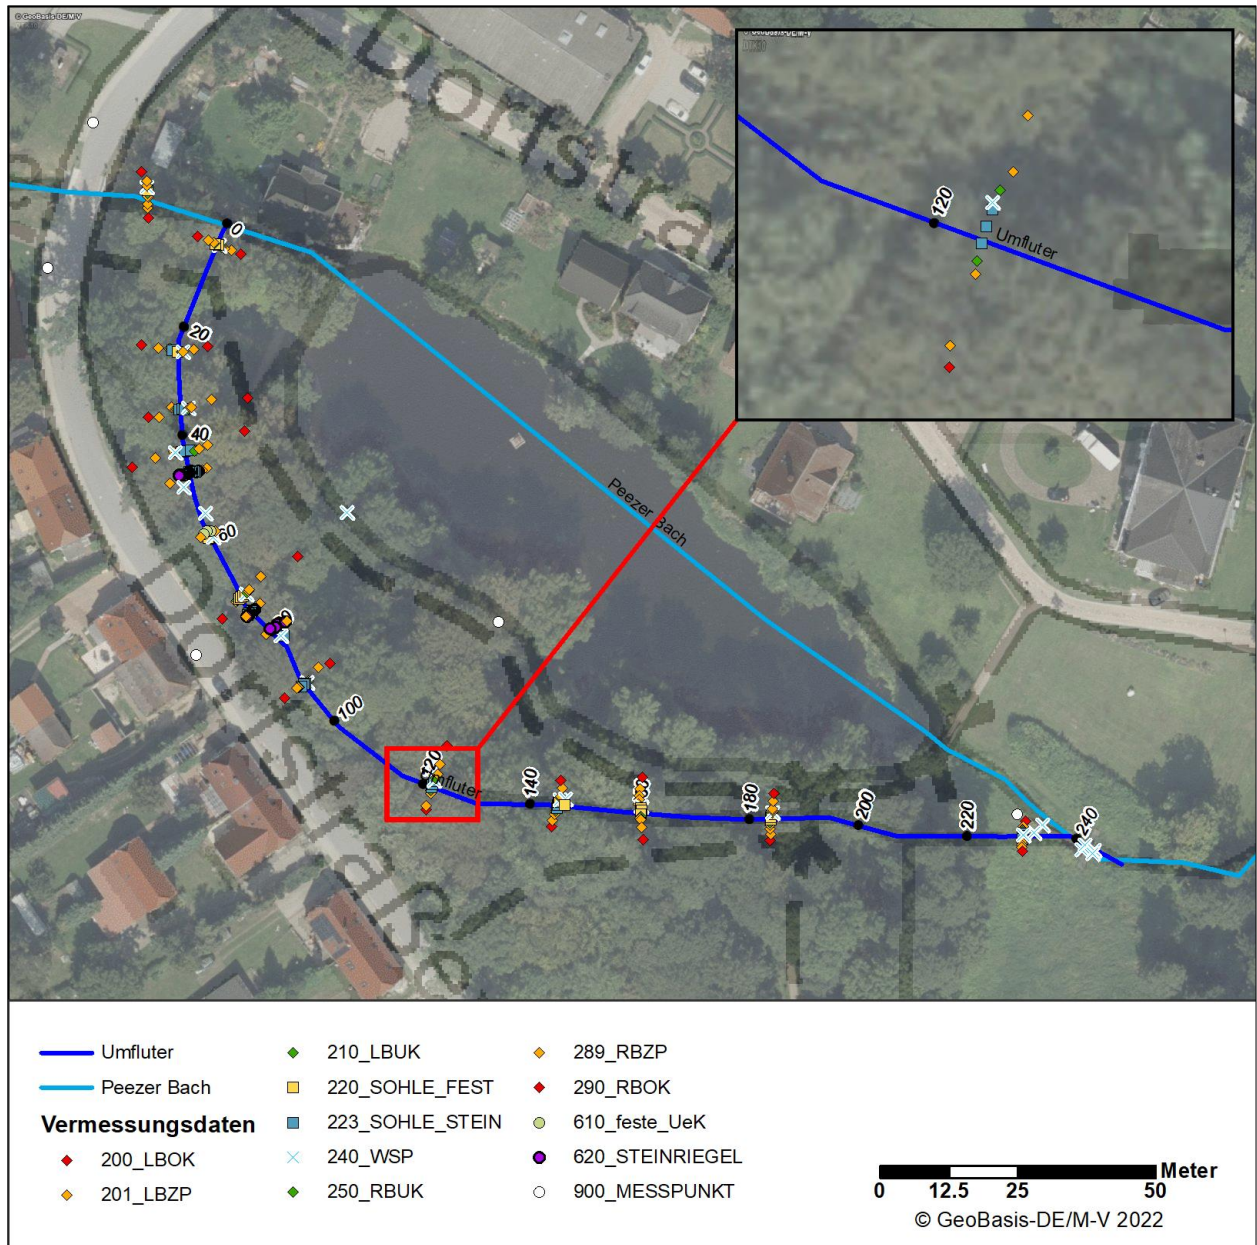 © GeoBasis-DE/M-V
Dorfstraße
0
20
40
60
100
120
Umfluter
140
180
200
220
240
Peezer Bach
Dorfstraße
120
Umfluter
Umfluter
Peezer Bach
Vermessungsdaten
200_LBOK
201_LBZP
210_LBUK
220_SOHLE_FEST
223_SOHLE_STEIN
240_WSP
250_RBUK
289_RBZP
290_RBOK
610_feste_UeK
620_STEINRIEGEL
900_MESSPUNKT
Meter
0 12.5 25 50
© GeoBasis-DE/M-V 2022